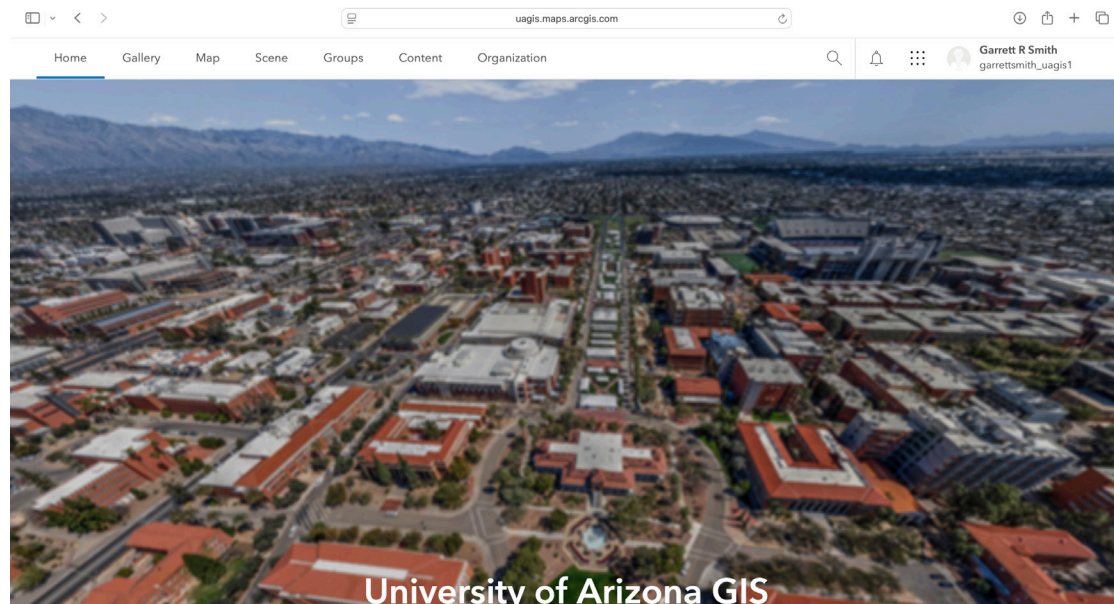 uagis.maps.arcgis.com
Home Gallery Map Scene Groups Content Organization
Garrett R Smith
garrettsmith_uagis1
University of Arizona GIS